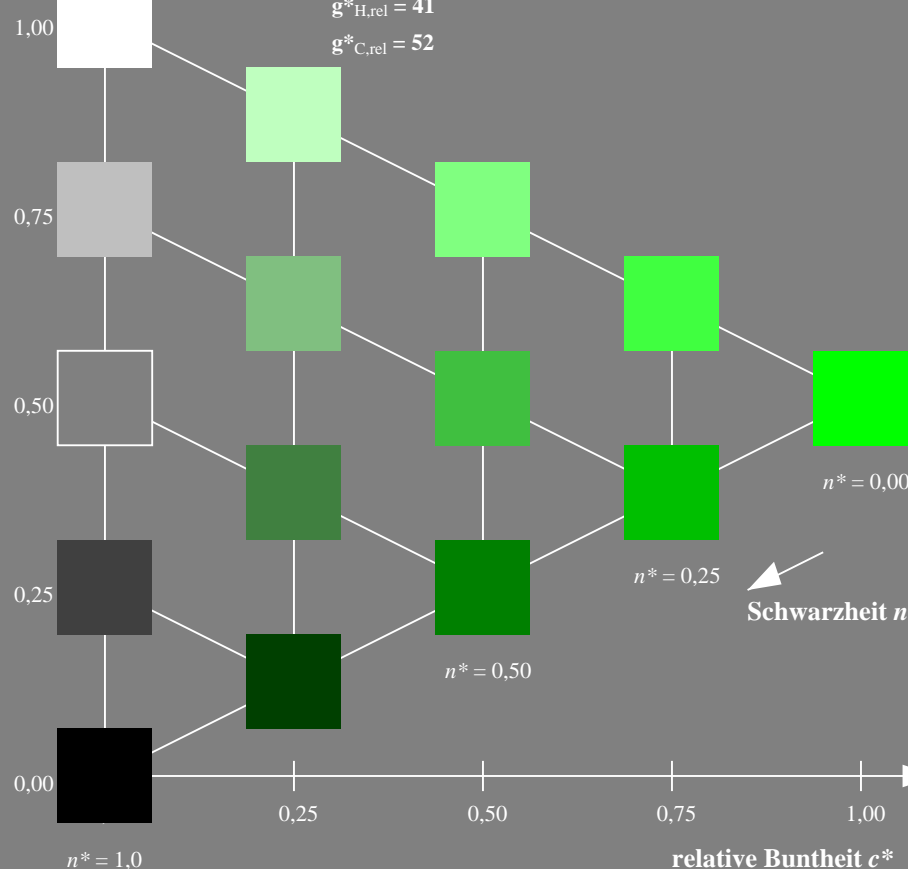 g*H,rel = 41
1,00
g*C,rel = 52
0,75
0,50
n* = 0,00
n* = 0,25
0,25
Schwarzheit n
n* = 0,50
0,00
0,25
0,50
0,75
1,00
n* = 1,0
relative Buntheit c*